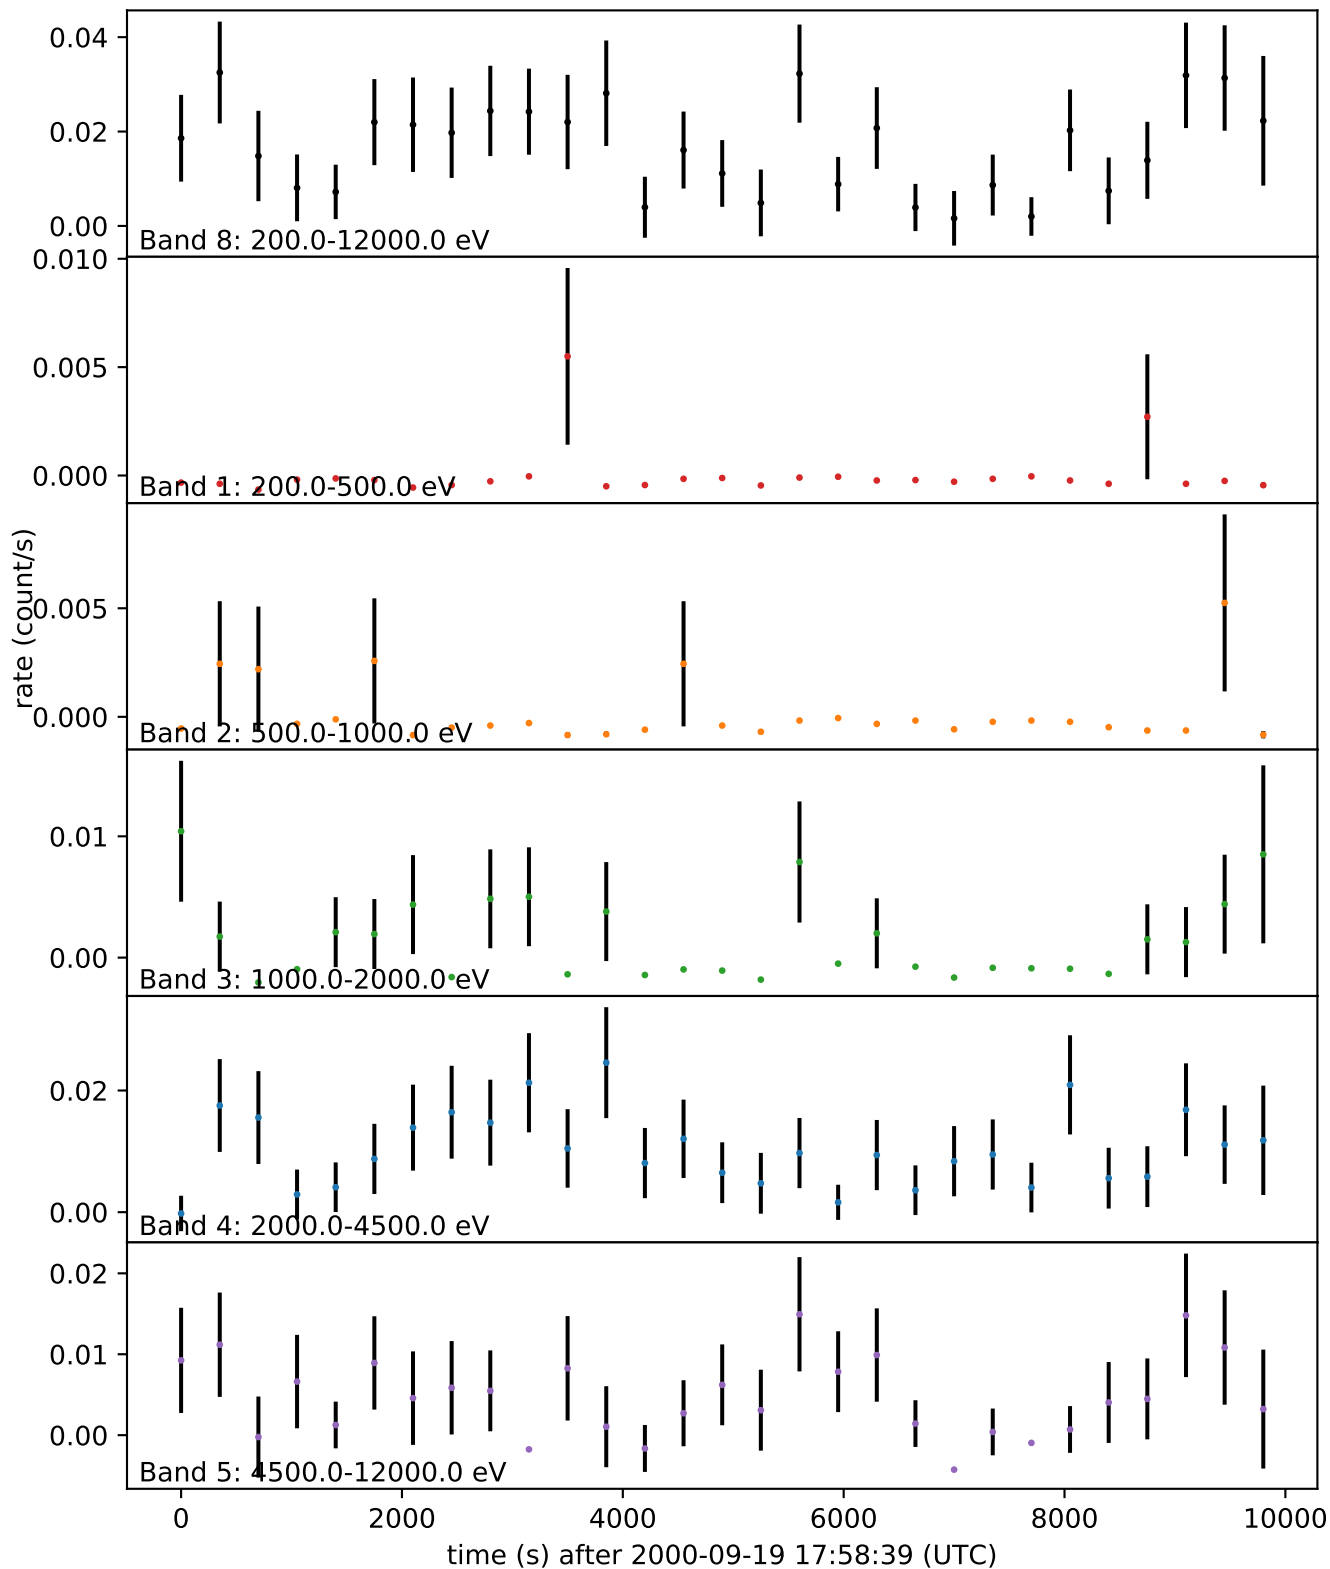 0.04
0.02
0.00
Band 8: 200.0-12000.0 eV
0.010
0.005
0.000
Band 1: 200.0-500.0 eV
rate (count/s)
0.005
0.000
Band 2: 500.0-1000.0 eV
0.01
0.00
Band 3: 1000.0-2000.0 eV
0.02
0.00
Band 4: 2000.0-4500.0 eV
0.02
0.01
0.00
Band 5: 4500.0-12000.0 eV
0 2000 4000 6000 8000 10000
time (s) after 2000-09-19 17:58:39 (UTC)